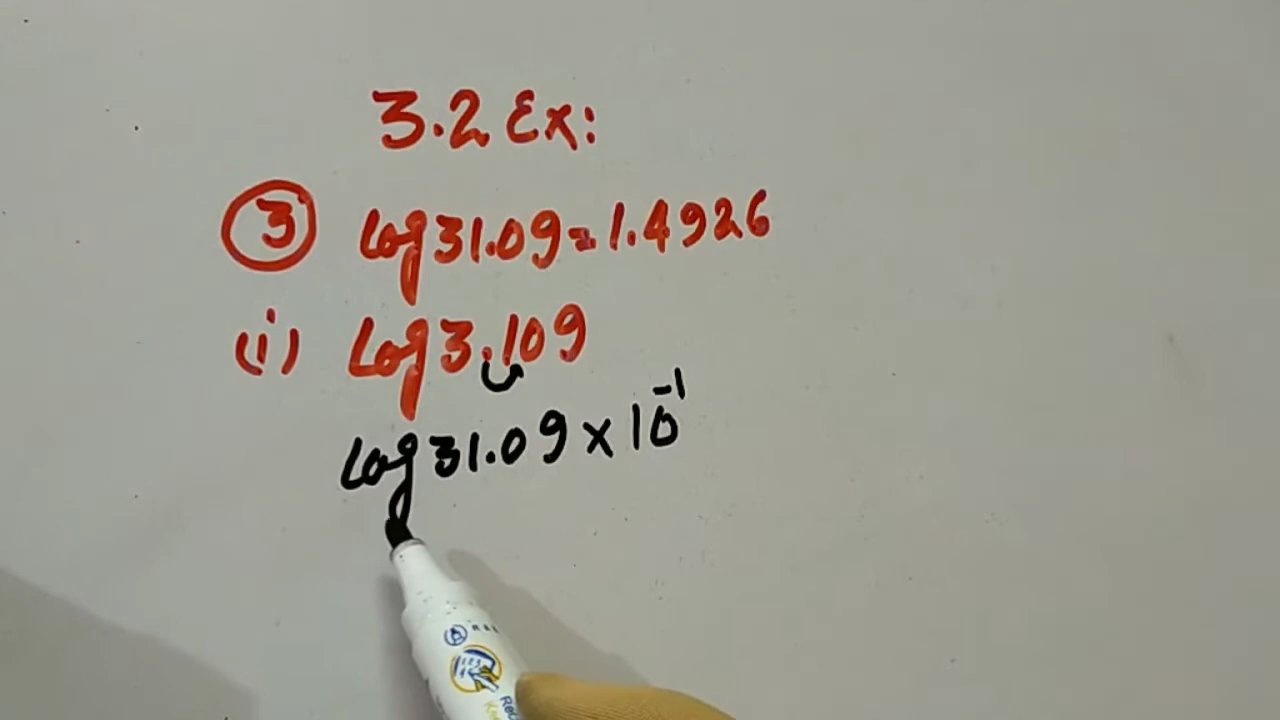 3.2 Ex:
(3) log 31.09 = 1.4926
(i) log 3.109
log 31.09 × 10⁻¹